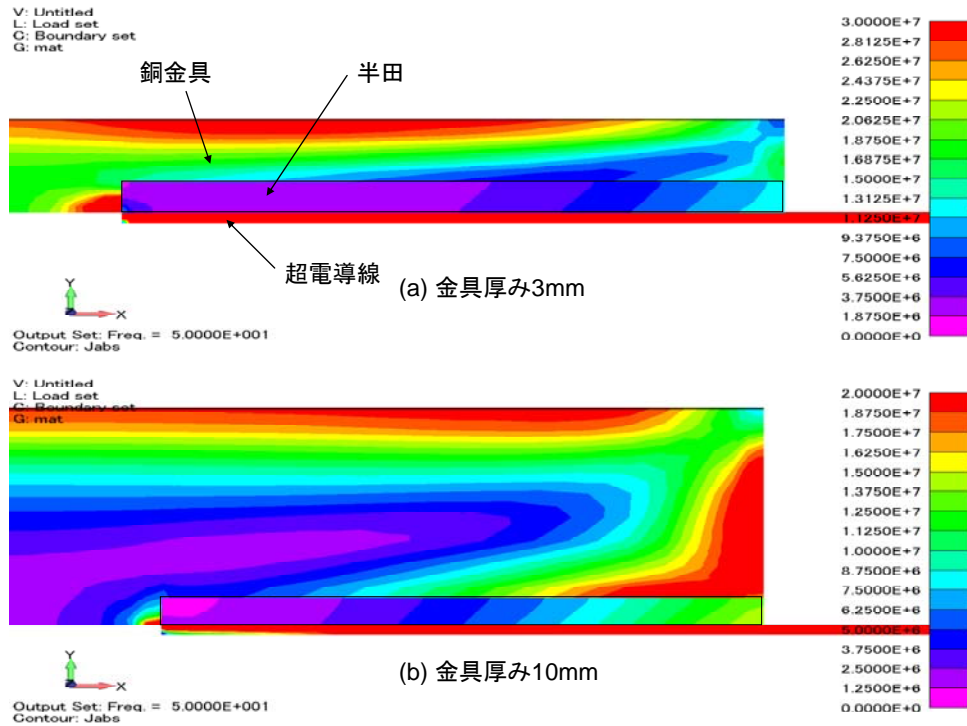 V: Untitled
L: Load set
C: Boundary set
G: mat
銅金具
半田
超電導線
(a) 金具厚み3mm
Y
Z
X
Output Set: Freq. = 5.0000E+001
Contour: Jabs
3.0000E+7
2.8125E+7
2.6250E+7
2.4375E+7
2.2500E+7
2.0625E+7
1.8750E+7
1.6875E+7
1.5000E+7
1.3125E+7
1.1250E+7
9.3750E+6
7.5000E+6
5.6250E+6
3.7500E+6
1.8750E+6
0.0000E+0
V: Untitled
L: Load set
C: Boundary set
G: mat
(b) 金具厚み10mm
Y
Z
X
Output Set: Freq. = 5.0000E+001
Contour: Jabs
2.0000E+7
1.8750E+7
1.7500E+7
1.6250E+7
1.5000E+7
1.3750E+7
1.2500E+7
1.1250E+7
1.0000E+7
8.7500E+6
7.5000E+6
6.2500E+6
5.0000E+6
3.7500E+6
2.5000E+6
1.2500E+6
0.0000E+0